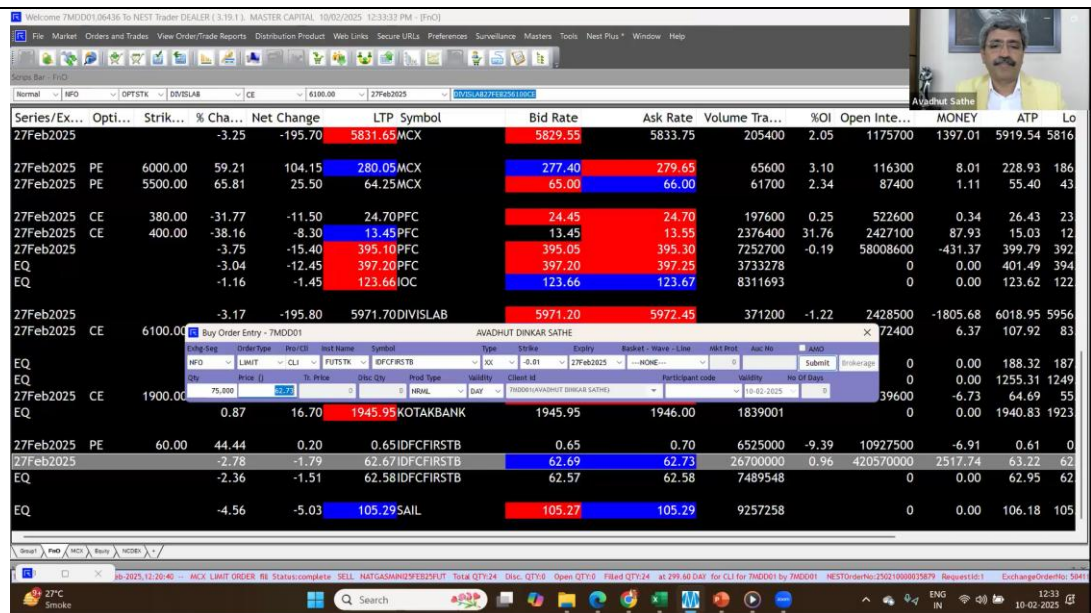 Welcome 7MDD01,06436 To NEST Trader DEALER ( 3.19.1 ), MASTER CAPITAL 10/02/2025 12:33:33 PM - [FnO]
File Market Orders and Trades View Order/Trade Reports Distribution Product Web Links Secure URLs Preferences Surveillance Masters Tools Nest Plus* Window Help
Scrips Bar - FnO
Normal NFO OPTSTK DIVISLAB CE 6100.00 27Feb2025 DIVISLAB27FEB256100CE
Avadhut Sathe
Series/Ex... Opti... Strik... % Cha... Net Change LTP Symbol Bid Rate Ask Rate Volume Tra... %OI Open Inte... MONEY ATP Lo
27Feb2025 -3.25 -195.70 5831.65 MCX 5829.55 5833.75 205400 2.05 1175700 1397.01 5919.54 5816
27Feb2025 PE 6000.00 59.21 104.15 280.05 MCX 277.40 279.65 65600 3.10 116300 8.01 228.93 186
27Feb2025 PE 5500.00 65.81 25.50 64.25 MCX 65.00 66.00 61700 2.34 87400 1.11 55.40 43
27Feb2025 CE 380.00 -31.77 -11.50 24.70 PFC 24.45 24.70 197600 0.25 522600 0.34 26.43 23
27Feb2025 CE 400.00 -38.16 -8.30 13.45 PFC 13.45 13.55 2376400 31.76 2427100 87.93 15.03 12
27Feb2025 -3.75 -15.40 395.10 PFC 395.05 395.30 7252700 -0.19 58008600 -431.37 399.79 392
EQ -3.04 -12.45 397.20 PFC 397.20 397.25 3733278 0 0.00 401.49 394
EQ -1.16 -1.45 123.66 IOC 123.66 123.67 8311693 0 0.00 123.62 122
27Feb2025 -3.17 -195.80 5971.70 DIVISLAB 5971.20 5972.45 371200 -1.22 2428500 -1805.68 6018.95 5956
27Feb2025 CE 6100.00 72400 6.37 107.92 83
Buy Order Entry - 7MDD01 AVADHUT DINKAR SATHE
Exhg-Seg OrderType Pro/Cli Inst Name Symbol Type Strike Expiry Basket - Wave - Line Mkt Prot Auc No AMO
NFO LIMIT CLI FUTSTK IDFCFIRSTB XX -0.01 27Feb2025 ---NONE--- 0 Submit Brokerage
Qty Price () Tr. Price Disc Qty Prod Type Validity Client Id Participant code Validity No Of Days
75,000 62.73 0 0 NRML DAY 7MDD01(AVADHUT DINKAR SATHE) 10-02-2025 0
EQ 0 0.00 188.32 187
EQ 0 0.00 1255.31 1249
27Feb2025 CE 1900.00 39600 -6.73 64.69 55
EQ 0.87 16.70 1945.95 KOTAKBANK 1945.95 1946.00 1839001 0 0.00 1940.83 1923
27Feb2025 PE 60.00 44.44 0.20 0.65 IDFCFIRSTB 0.65 0.70 6525000 -9.39 10927500 -6.91 0.61 0
27Feb2025 -2.78 -1.79 62.67 IDFCFIRSTB 62.69 62.73 26700000 0.96 420570000 2517.74 63.22 62
EQ -2.36 -1.51 62.58 IDFCFIRSTB 62.57 62.58 7489548 0 0.00 62.95 62
EQ -4.56 -5.03 105.29 SAIL 105.27 105.29 9257258 0 0.00 106.18 105
Group1 FnO MCX Equity NCDEX +
eb-2025,12:20:40 -- MCX LIMIT ORDER Status:complete SELL NATGASMINI25FEB25FUT Total QTY:24 Disc. QTY:0 Open QTY:0 Filled QTY:24 at 299.60 DAY for CLI for 7MDD01 by 7MDD01 NESTOrderNo:250210000035879 RequestId:1 ExchangeOrderNo: 5041
27°C
Smoke
Search
ENG
IN
12:33
10-02-2025